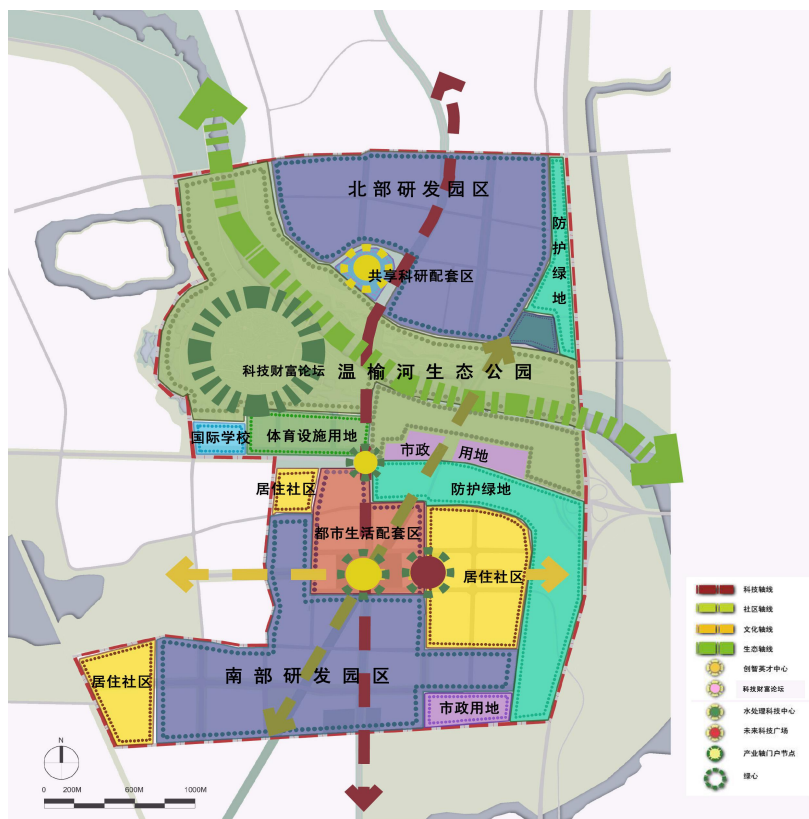 北部研发园区
防护绿地
共享科研配套区
科技财富论坛
温榆河生态公园
国际学校
体育设施用地
市政
用地
居住社区
防护绿地
都市生活配套区
居住社区
居住社区
南部研发园区
市政用地
科技轴线
社区轴线
文化轴线
生态轴线
创智英才中心
科技财富论坛
水处理科技中心
未来科技广场
产业轴门户节点
绿心
N
0 200M 600M 1000M